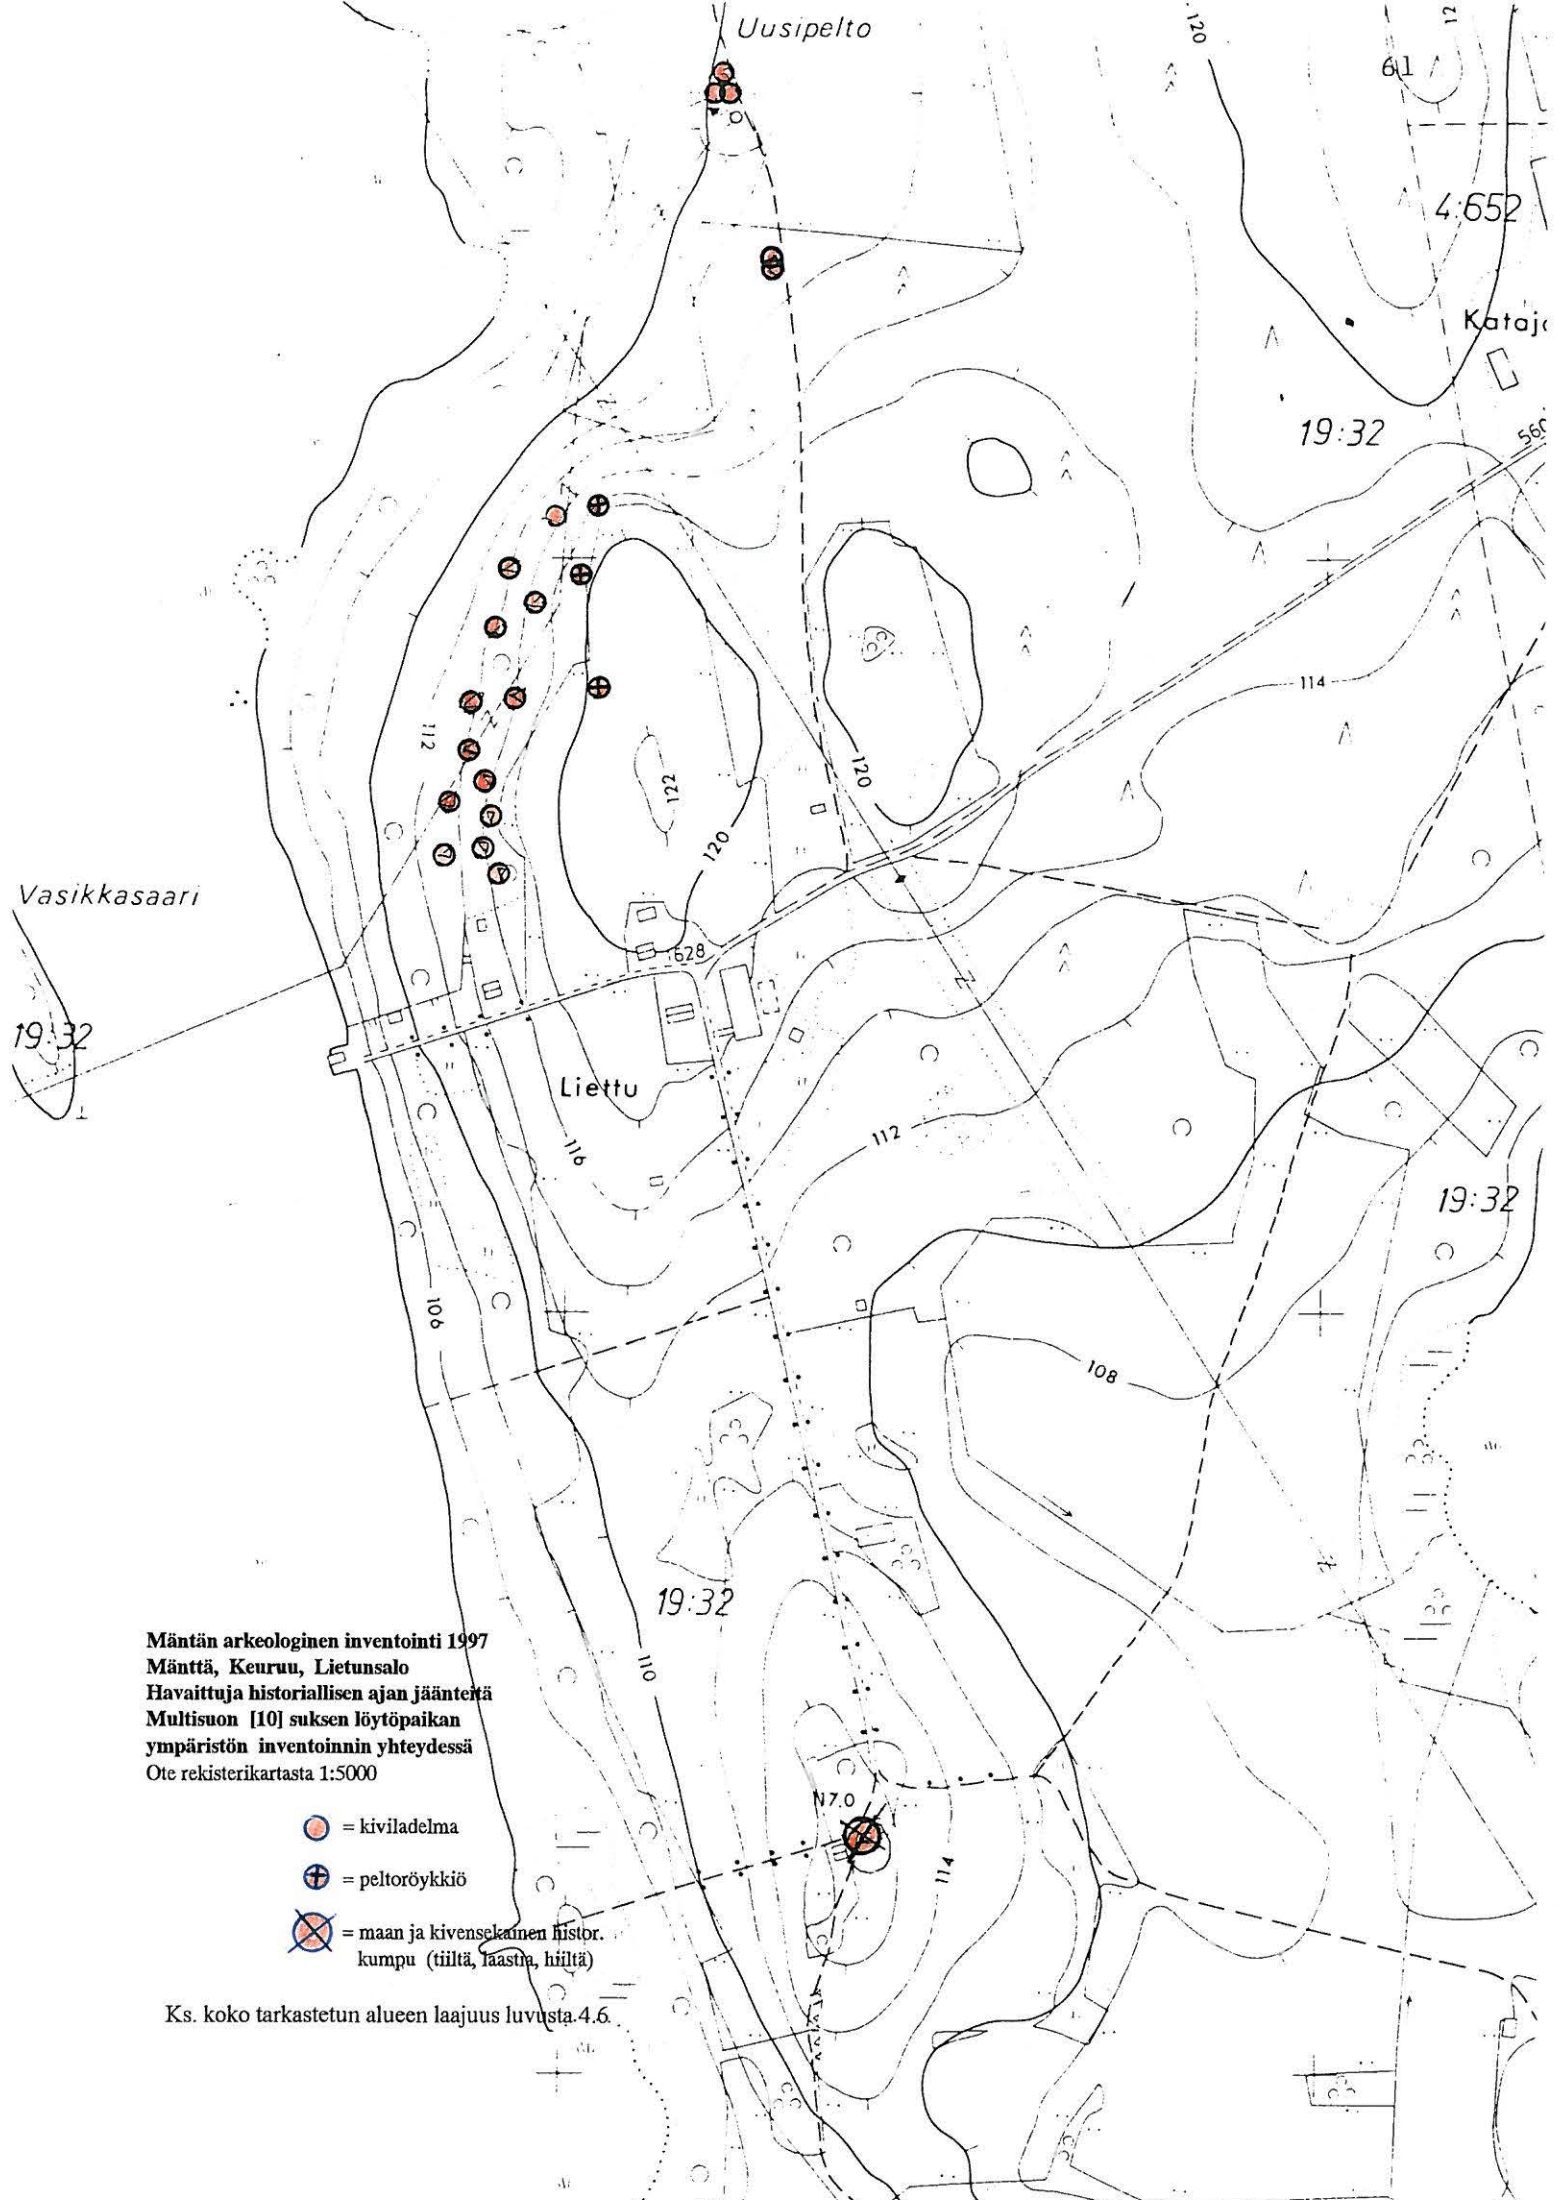 Uusipelto
120
12
61
4:652
Kataj
19:32
560
114
112
122
120
120
Vasikkasaari
628
19:32
Liettu
116
112
19:32
106
108
19:32
110
Mäntän arkeologinen inventointi 1997
Mänttä, Keuruu, Lietunsalo
Havaittuja historiallisen ajan jäänteitä
Multisuon [10] suksen löytöpaikan
ympäristön inventoinnin yhteydessä
Ote rekisterikartasta 1:5000
= kiviladelma
= peltoröykkiö
= maan ja kivensekainen histor.
kumpu (tiiltä, laastia, hiiltä)
Ks. koko tarkastetun alueen laajuus luvusta 4.6.
117.0
114